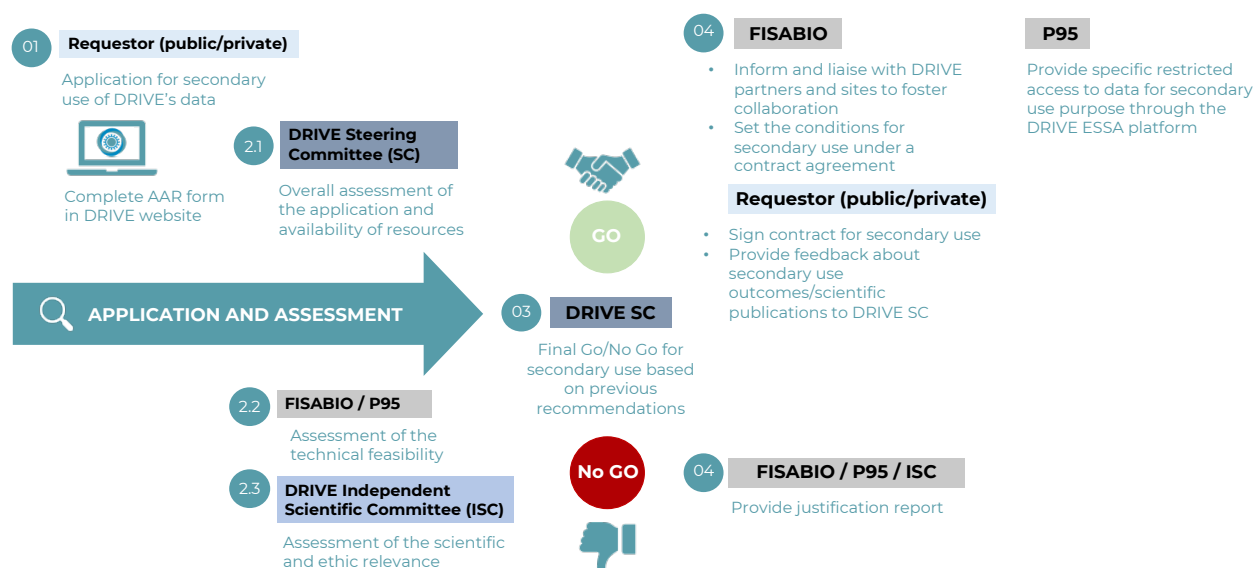 01
Requestor (public/private)
Application for secondary
use of DRIVE's data
Complete AAR form
in DRIVE website
2.1
DRIVE Steering
Committee (SC)
Overall assessment of
the application and
availability of resources
APPLICATION AND ASSESSMENT
2.2
FISABIO / P95
Assessment of the
technical feasibility
2.3
DRIVE Independent
Scientific Committee (ISC)
Assessment of the scientific
and ethic relevance
GO
03
DRIVE SC
Final Go/No Go for
secondary use based
on previous
recommendations
No GO
04
FISABIO
• Inform and liaise with DRIVE
partners and sites to foster
collaboration
• Set the conditions for
secondary use under a
contract agreement
Requestor (public/private)
• Sign contract for secondary use
• Provide feedback about
secondary use
outcomes/scientific
publications to DRIVE SC
P95
Provide specific restricted
access to data for secondary
use purpose through the
DRIVE ESSA platform
04
FISABIO / P95 / ISC
Provide justification report